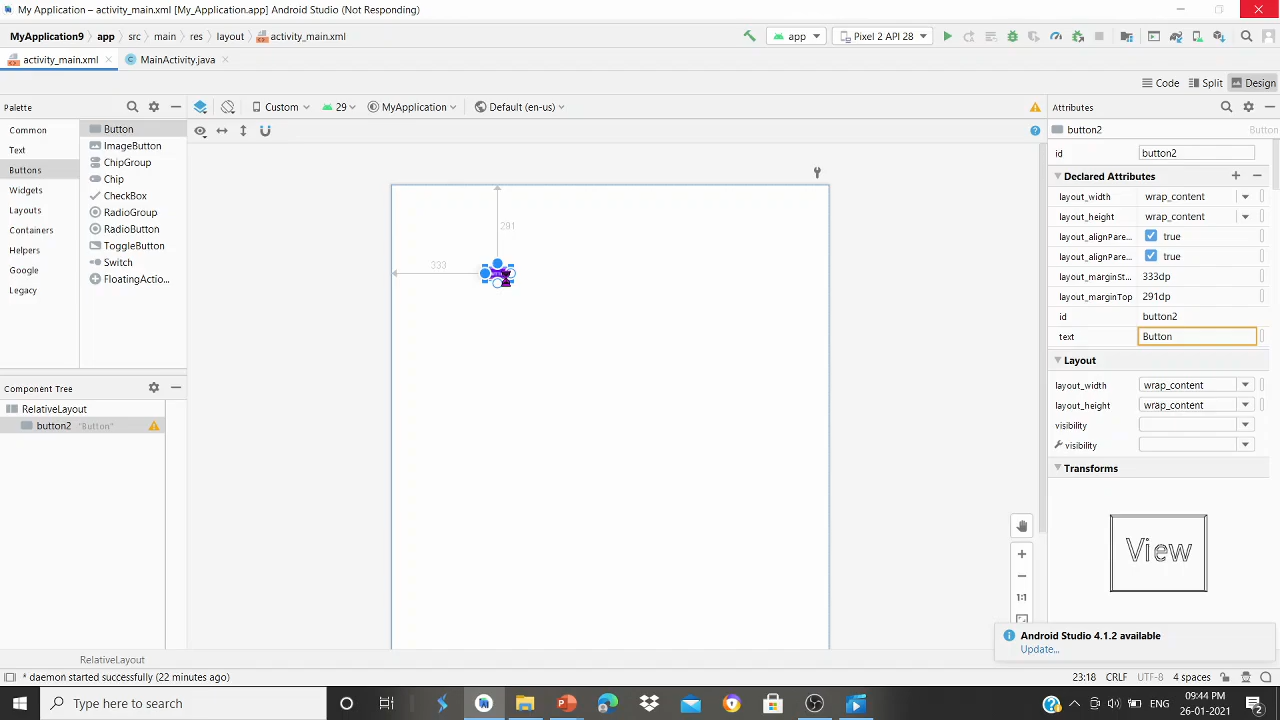 My Application – activity_main.xml [My_Application.app] Android Studio (Not Responding)
MyApplication9 app src main res layout activity_main.xml app Pixel 2 API 28
activity_main.xml MainActivity.java
Code Split Design
Palette Custom 29 MyApplication Default (en-us) Attributes
Common
Text
Buttons
Widgets
Layouts
Containers
Helpers
Google
Legacy
Button
ImageButton
ChipGroup
Chip
CheckBox
RadioGroup
RadioButton
ToggleButton
Switch
FloatingActio...
291
333
Component Tree
RelativeLayout
button2 "Button"
button2 Button
id button2
Declared Attributes
layout_width wrap_content
layout_height wrap_content
layout_alignPare... true
layout_alignPare... true
layout_marginSt... 333dp
layout_marginTop 291dp
id button2
text Button
Layout
layout_width wrap_content
layout_height wrap_content
visibility
visibility
Transforms
View
1:1
Android Studio 4.1.2 available
Update...
RelativeLayout
* daemon started successfully (22 minutes ago) 23:18 CRLF UTF-8 4 spaces
Type here to search
09:44 PM
26-01-2021
2